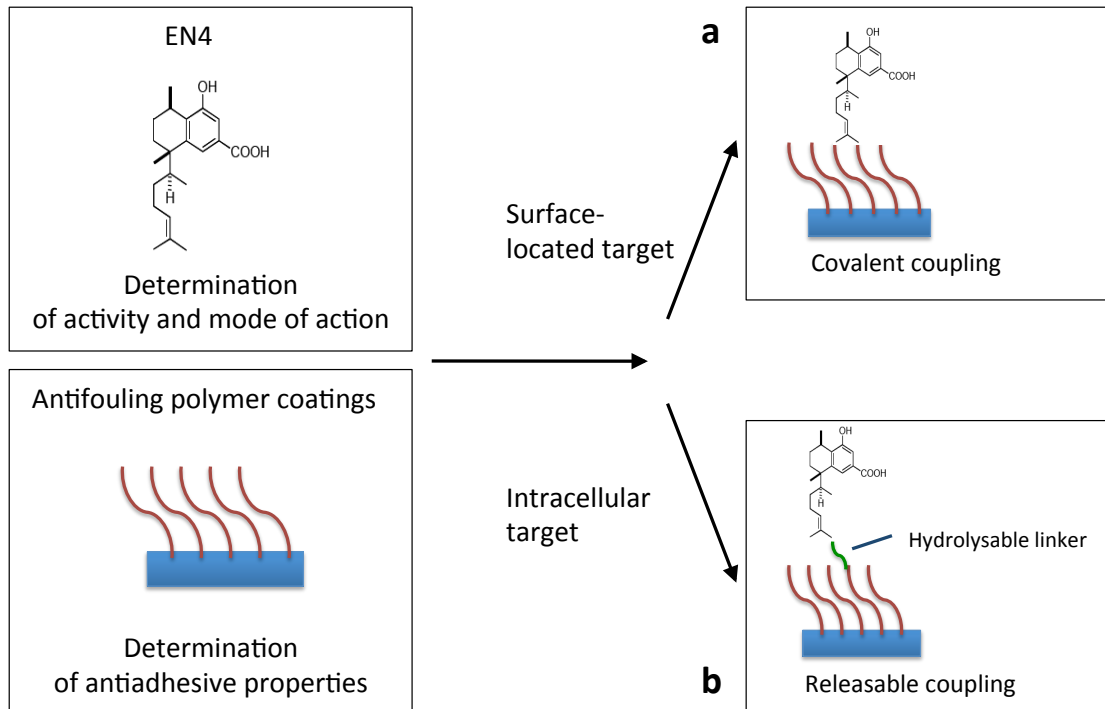 EN4
OH
COOH
H
Determination
of activity and mode of action
Antifouling polymer coatings
Determination
of antiadhesive properties
Surface-
located target
Intracellular
target
a
OH
COOH
H
Covalent coupling
OH
COOH
H
Hydrolysable linker
b
Releasable coupling